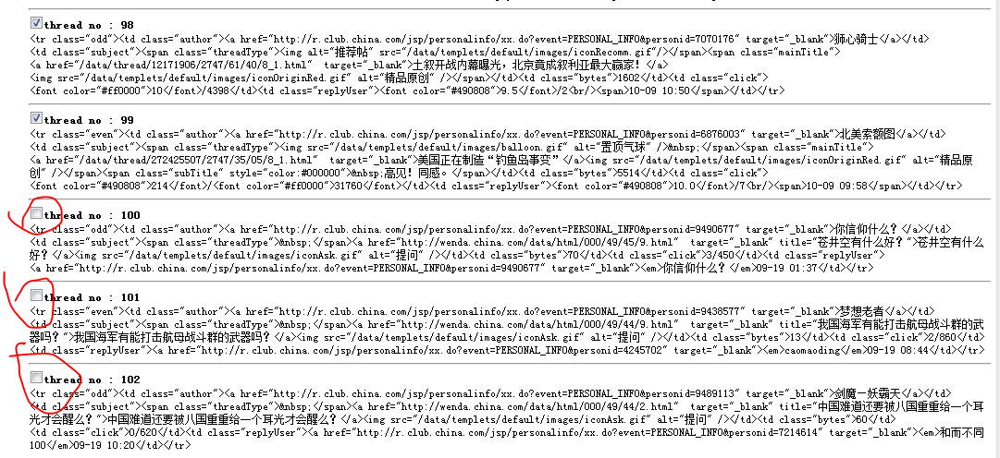 thread no : 98
<tr class="odd"><td class="author"><a href="http://r.club.china.com/jsp/personalinfo/xx.do?event=PERSONAL_INFO&personid=7070176" target="_blank">狮心骑士</a></td>
<td class="subject"><span class="threadType"><img alt="推荐帖" src="/data/templets/default/images/iconRecomm.gif"/></span><span class="mainTitle">
<a href="/data/thread/12171906/2747/61/40/8_1.html"  target="_blank">土叙开战内幕曝光，北京竟成叙利亚最大赢家！</a>
<img src="/data/templets/default/images/iconOriginRed.gif" alt="精品原创" /></span></td><td class="bytes">1602</td><td class="click">
<font color="#ff0000">10</font>/4398</td><td class="replyUser"><font color="#490808">9.5</font>/2<br/><span>10-09 10:50</span></td></tr>
thread no : 99
<tr class="even"><td class="author"><a href="http://r.club.china.com/jsp/personalinfo/xx.do?event=PERSONAL_INFO&personid=6876003" target="_blank">北美索额图</a></td>
<td class="subject"><span class="threadType"><img src="/data/templets/default/images/balloon.gif" alt="置顶气球" />&nbsp;</span><span class="mainTitle">
<a href="/data/thread/272425507/2747/35/05/8_1.html"  target="_blank">美国正在制造“钓鱼岛事变”</a><img src="/data/templets/default/images/iconOriginRed.gif" alt="精品原
创" /></span><span class="subTitle" style="color:#000000">&nbsp;高见！同感。</span></td><td class="bytes">5514</td><td class="click">
<font color="#490808">214</font>/<font color="#ff0000">31760</font></td><td class="replyUser"><font color="#490808">10.0</font>/7<br/><span>10-09 09:58</span></td></tr>
thread no : 100
<tr class="odd"><td class="author"><a href="http://r.club.china.com/jsp/personalinfo/xx.do?event=PERSONAL_INFO&personid=9490677" target="_blank">你信仰什么？</a></td>
<td class="subject"><span class="threadType">&nbsp;</span><a href="http://wenda.china.com/data/html/000/49/45/9.html"  target="_blank" title="苍井空有什么好？">苍井空有什么
好？</a><img src="/data/templets/default/images/iconAsk.gif" alt="提问" /></td><td class="bytes">70</td><td class="click">3/450</td><td class="replyUser">
<a href="http://r.club.china.com/jsp/personalinfo/xx.do?event=PERSONAL_INFO&personid=9490677" target="_blank"><em>你信仰什么？</em>09-19 01:37</td></tr>
thread no : 101
<tr class="even"><td class="author"><a href="http://r.club.china.com/jsp/personalinfo/xx.do?event=PERSONAL_INFO&personid=9438577" target="_blank">梦想老者</a></td>
<td class="subject"><span class="threadType">&nbsp;</span><a href="http://wenda.china.com/data/html/000/49/44/9.html"  target="_blank" title="我国海军有能打击航母战斗群的武
器吗？">我国海军有能打击航母战斗群的武器吗？</a><img src="/data/templets/default/images/iconAsk.gif" alt="提问" /></td><td class="bytes">13</td><td class="click">2/860</td>
<td class="replyUser"><a href="http://r.club.china.com/jsp/personalinfo/xx.do?event=PERSONAL_INFO&personid=4245702" target="_blank"><em>caomaoding</em>09-19 08:44</td></tr>
thread no : 102
<tr class="odd"><td class="author"><a href="http://r.club.china.com/jsp/personalinfo/xx.do?event=PERSONAL_INFO&personid=9489113" target="_blank">剑魔一妖霸天</a></td>
<td class="subject"><span class="threadType">&nbsp;</span><a href="http://wenda.china.com/data/html/000/49/44/2.html"  target="_blank" title="中国难道还要被八国重重给一个耳
光才会醒么？">中国难道还要被八国重重给一个耳光才会醒么？</a><img src="/data/templets/default/images/iconAsk.gif" alt="提问" /></td><td class="bytes">60</td>
<td class="click">0/620</td><td class="replyUser"><a href="http://r.club.china.com/jsp/personalinfo/xx.do?event=PERSONAL_INFO&personid=7214614" target="_blank"><em>和而不同
100</em>09-19 10:20</td></tr>